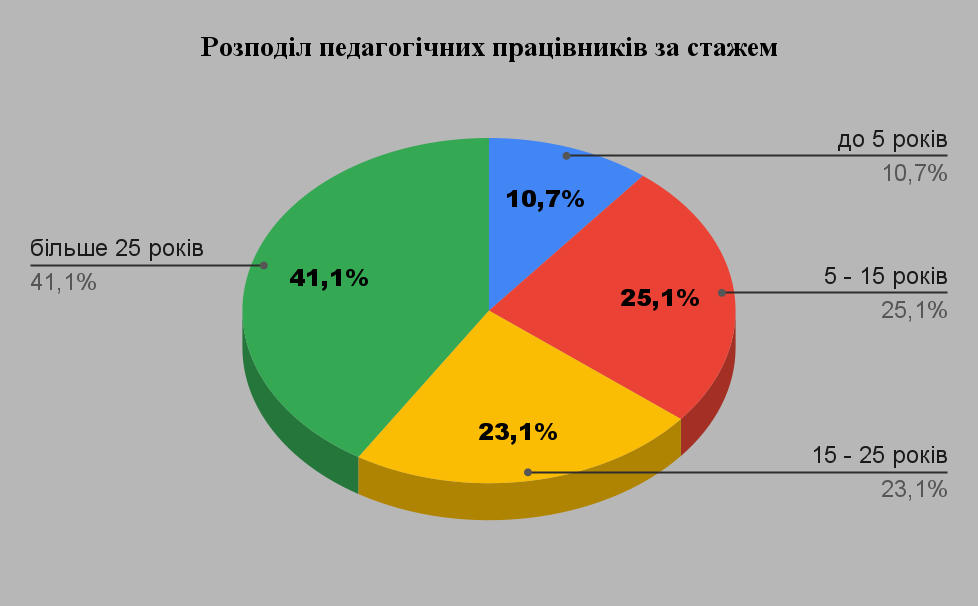 Розподіл педагогічних працівників за стажем
до 5 років
10,7%
10,7%
більше 25 років
41,1%
41,1%
5 - 15 років
25,1%
25,1%
23,1%
15 - 25 років
23,1%